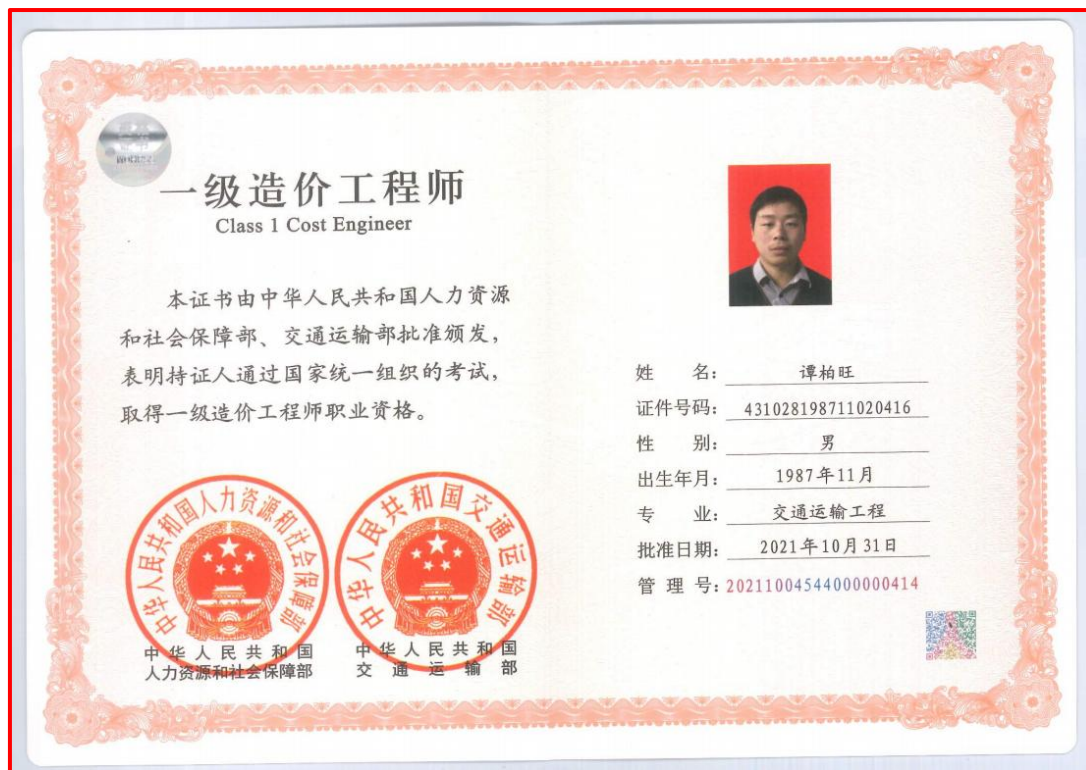 一级造价工程师
Class 1 Cost Engineer
本证书由中华人民共和国人力资源
和社会保障部、交通运输部批准颁发，
表明持证人通过国家统一组织的考试，
取得一级造价工程师职业资格。
中华人民共和国人力资源和社会保障部
中华人民共和国
人力资源和社会保障部
中华人民共和国交通运输部
中华人民共和国
交通运输部
姓 名： 谭柏旺
证件号码： 431028198711020416
性 别： 男
出生年月： 1987年11月
专 业： 交通运输工程
批准日期： 2021年10月31日
管 理 号：20211004544000000414